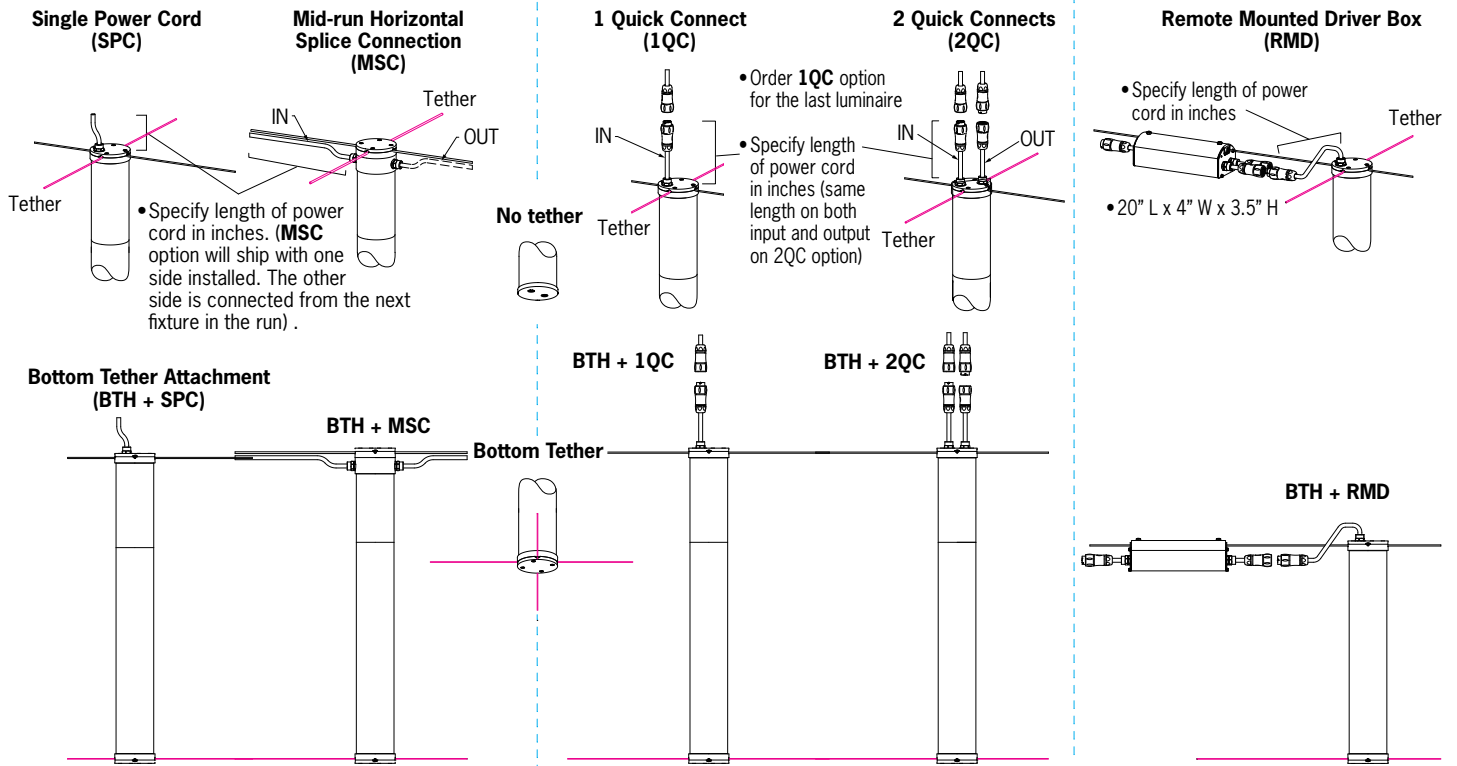 Single Power Cord
(SPC)
Tether
Mid-run Horizontal
Splice Connection
(MSC)
IN
Tether
OUT
•Specify length of power
cord in inches. (MSC
option will ship with one
side installed. The other
side is connected from the next
fixture in the run) .
No tether
1 Quick Connect
(1QC)
IN
Tether
•Order 1QC option
for the last luminaire
•Specify length
of power cord
in inches (same
length on both
input and output
on 2QC option)
2 Quick Connects
(2QC)
IN
OUT
Tether
Remote Mounted Driver Box
(RMD)
•Specify length of power
cord in inches
Tether
•20” L x 4” W x 3.5” H
Bottom Tether Attachment
(BTH + SPC)
BTH + MSC
Bottom Tether
BTH + 1QC
BTH + 2QC
BTH + RMD